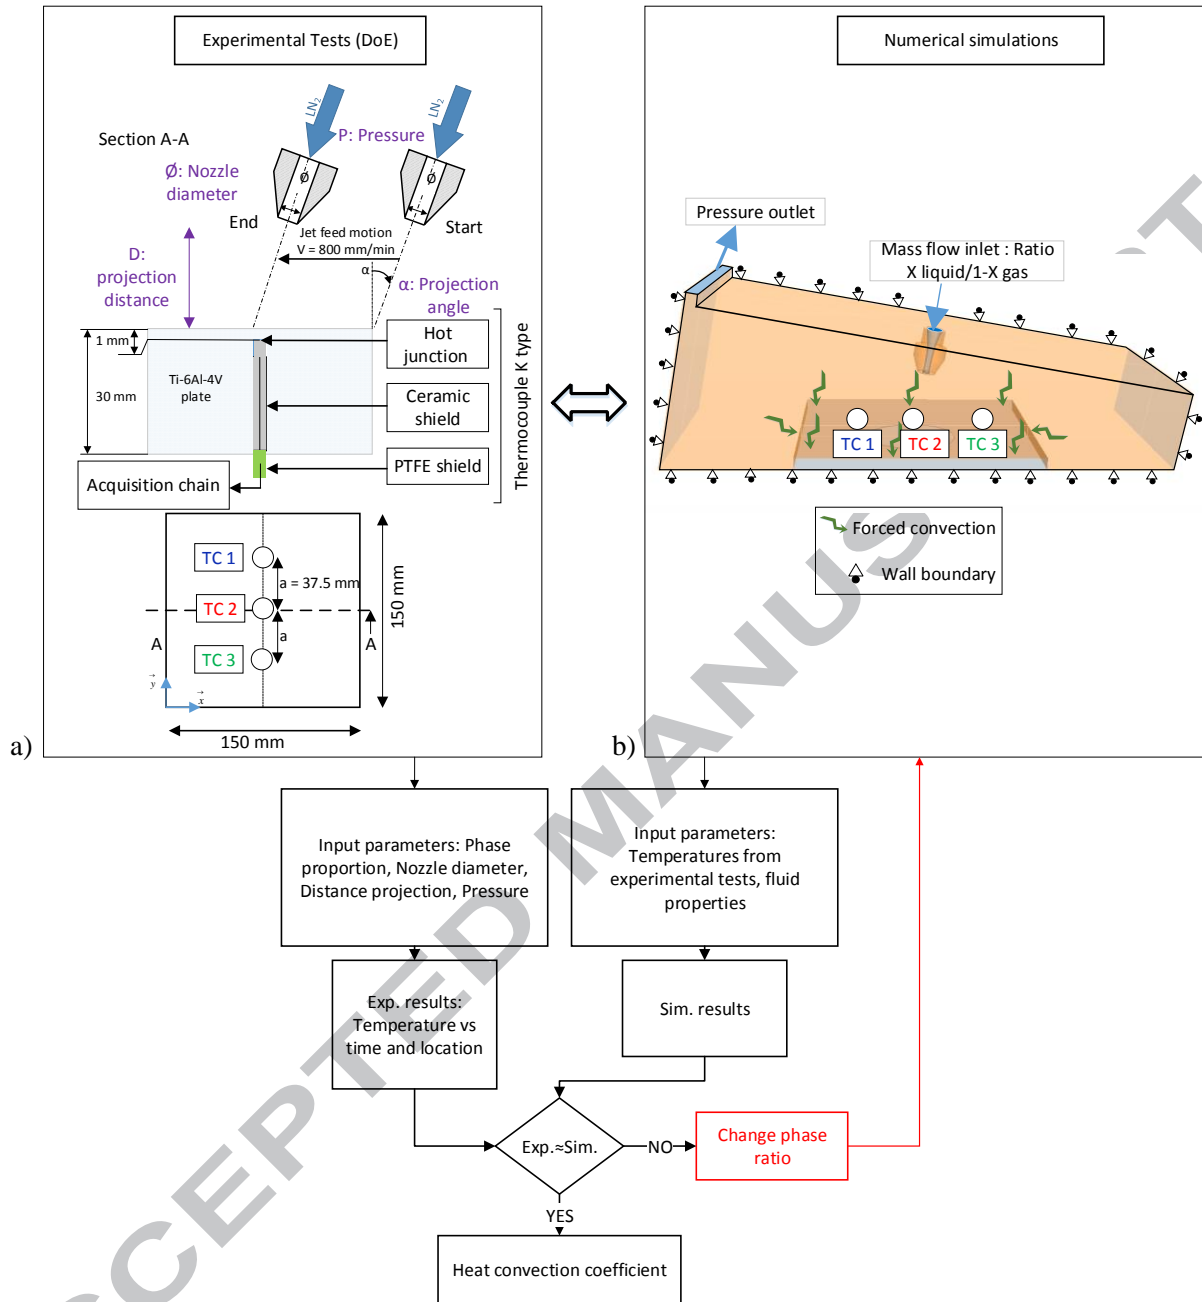 Experimental Tests (DoE)
LN2
LN2
Section A-A
P: Pressure
Ø: Nozzle
diameter
Ø
Ø
End
Start
Jet feed motion
V = 800 mm/min
D:
projection
distance
α
α: Projection
angle
1 mm
30 mm
Ti-6Al-4V
plate
Hot
junction
Ceramic
shield
PTFE shield
Acquisition chain
Thermocouple K type
TC 1
a = 37.5 mm
TC 2
a
TC 3
A
A
150 mm
y
x
150 mm
a)
Numerical simulations
Pressure outlet
Mass flow inlet : Ratio
X liquid/1-X gas
TC 1
TC 2
TC 3
Forced convection
Wall boundary
b)
Input parameters: Phase
proportion, Nozzle diameter,
Distance projection, Pressure
Input parameters:
Temperatures from
experimental tests, fluid
properties
Exp. results:
Temperature vs
time and location
Sim. results
Exp.≈Sim.
NO
Change phase
ratio
YES
Heat convection coefficient
CCEPTED MANUSCRIPT